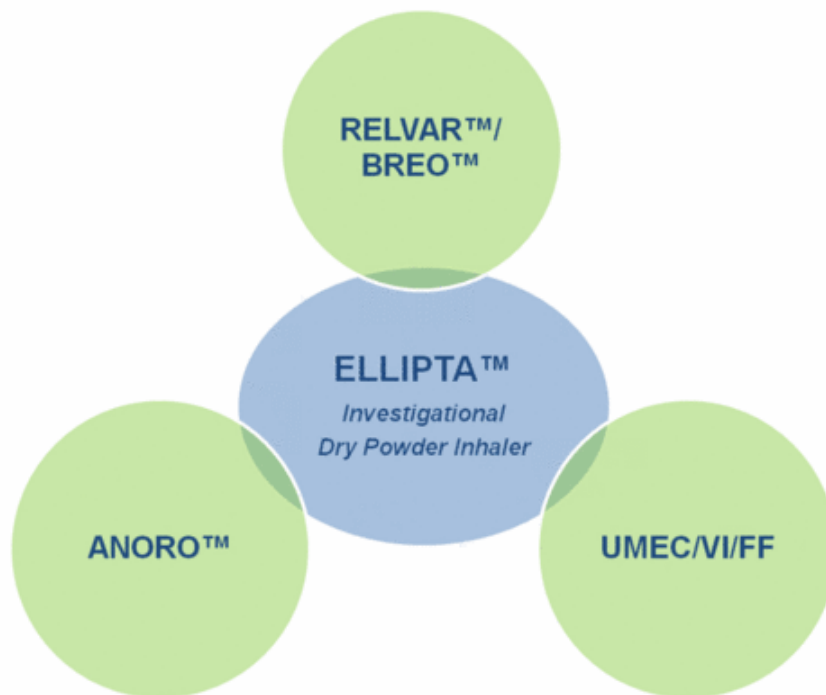 RELVAR™/
BREO™
ELLIPTA™
Investigational
Dry Powder Inhaler
ANORO™
UMEC/VI/FF